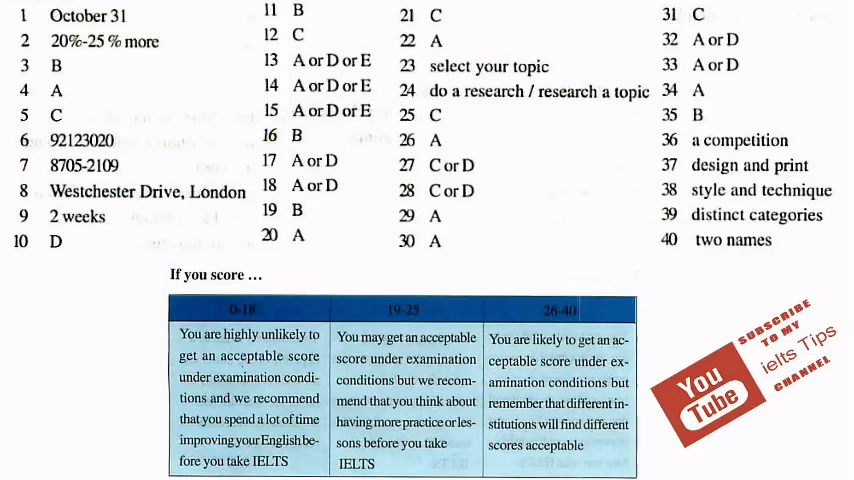 1 October 31
2 20%-25 % more
3 B
4 A
5 C
6 92123020
7 8705-2109
8 Westchester Drive, London
9 2 weeks
10 D
11 B
12 C
13 A or D or E
14 A or D or E
15 A or D or E
16 B
17 A or D
18 A or D
19 B
20 A
21 C
22 A
23 select your topic
24 do a research / research a topic
25 C
26 A
27 C or D
28 C or D
29 A
30 A
31 C
32 A or D
33 A or D
34 A
35 B
36 a competition
37 design and print
38 style and technique
39 distinct categories
40 two names
If you score ...
0-18
You are highly unlikely to
get an acceptable score
under examination condi-
tions and we recommend
that you spend a lot of time
improving your English be-
fore you take IELTS
19-25
You may get an acceptable
score under examination
conditions but we recom-
mend that you think about
having more practice or les-
sons before you take
IELTS
26-40
You are likely to get an ac-
ceptable score under ex-
amination conditions but
remember that different in-
stitutions will find different
scores acceptable
You
Tube
SUBSCRIBE
TO MY
ielts Tips
CHANNEL